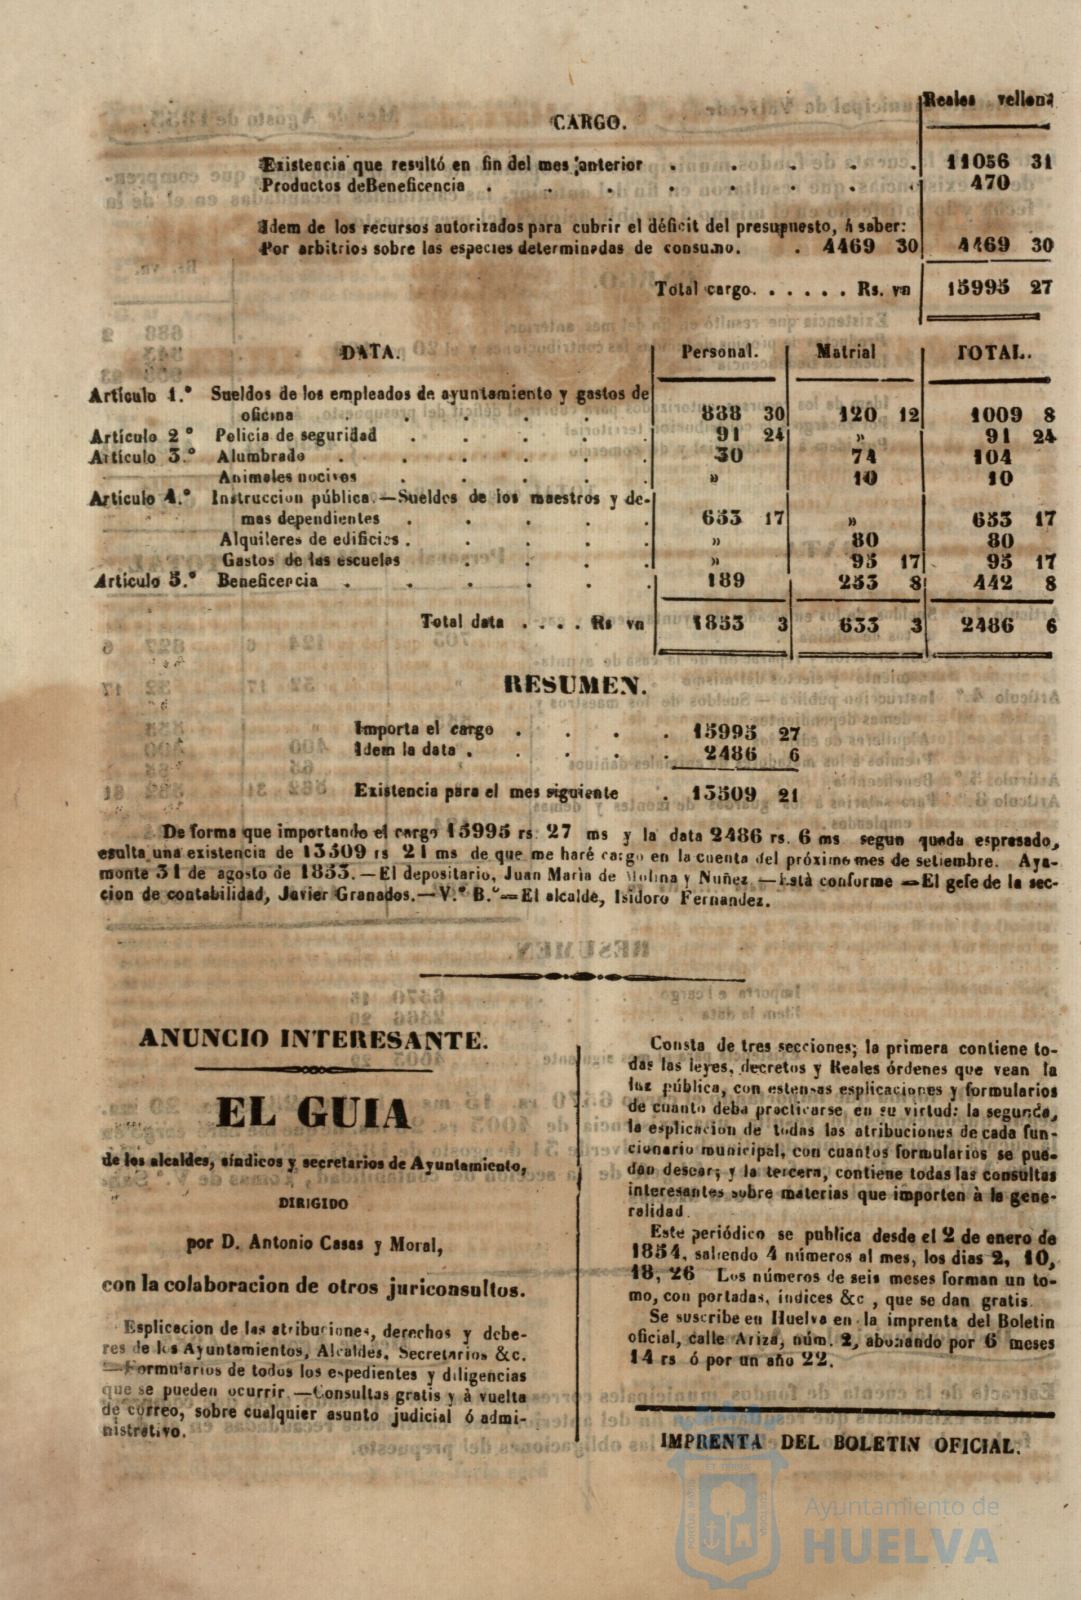 Reales vellon
CARGO.
Existencia que resultó en fin del mes anterior . . . . . 11056 31
Productos deBeneficencia . . . . . . . . 470
Idem de los recursos autorizados para cubrir el déficit del presupuesto, á saber:
Por arbitrios sobre las especies determinadas de consumo. . 4469 30 4469 30
Total cargo. . . . . . Rs. vn 15995 27
DATA. Personal. Matrial TOTAL.
Artículo 1.º Sueldos de los empleados de ayuntamiento y gastos de
oficina . . . . . 888 30 120 12 1009 8
Artículo 2º Policia de seguridad . . . . . 91 24 » 91 24
Artículo 3.º Alumbrado . . . . . . 30 74 104
Animales nocivos . . . . . » 10 10
Artículo 4.º Instruccion pública.—Sueldos de los maestros y de-
mas dependientes . . . . . 653 17 » 653 17
Alquileres de edificios . . . . . » 80 80
Gastos de las escuelas . . . . » 95 17 95 17
Artículo 5.º Beneficencia . . . . . . 189 253 8 442 8
Total data . . . . Rs vn 1853 3 633 3 2486 6
RESUMEN.
Importa el cargo . . . . 15995 27
Idem la data . . . . . 2486 6
Existencia para el mes siguiente . 13509 21
De forma que importando el cargo 15995 rs. 27 ms y la data 2486 rs. 6 ms segun queda espresado,
esulta una existencia de 13509 rs 21 ms de que me haré cargo en la cuenta del próximo mes de setiembre. Aya-
monte 31 de agosto de 1853.—El depositario, Juan Maria de Molina y Nuñez —Está conforme —El gefe de la sec-
cion de contabilidad, Javier Granados.—V.º B.º—El alcalde, Isidoro Fernandez.
ANUNCIO INTERESANTE.
EL GUIA
de los alcaldes, síndicos y secretarios de Ayuntamiento,
DIRIGIDO
por D. Antonio Casas y Moral,
con la colaboracion de otros juriconsultos.
Esplicacion de las atribuciones, derechos y debe-
res de los Ayuntamientos, Alcaldes, Secretarios &c.
—Formularios de todos los espedientes y diligencias
que se pueden ocurrir —Consultas gratis y à vuelta
de correo, sobre cualquier asunto judicial ó admi-
nistrativo.
Consta de tres secciones; la primera contiene to-
das las leyes, decretos y Reales órdenes que vean la
luz pública, con estensas esplicaciones y formularios
de cuanto deba practicarse en su virtud: la segunda,
la esplicacion de todas las atribuciones de cada fun-
cionario municipal, con cuantos formularios se pue-
dan desear; y la tercera, contiene todas las consultas
interesantes sobre materias que importen à la gene-
ralidad.
Este periódico se publica desde el 2 de enero de
1854, saliendo 4 números al mes, los dias 2, 10,
18, 26 Los números de seis meses forman un to-
mo, con portadas, índices &c , que se dan gratis.
Se suscribe en Huelva en la imprenta del Boletin
oficial, calle Ariza, núm. 2, abonando por 6 meses
14 rs ó por un año 22.
IMPRENTA DEL BOLETIN OFICIAL.
Ayuntamiento de
HUELVA